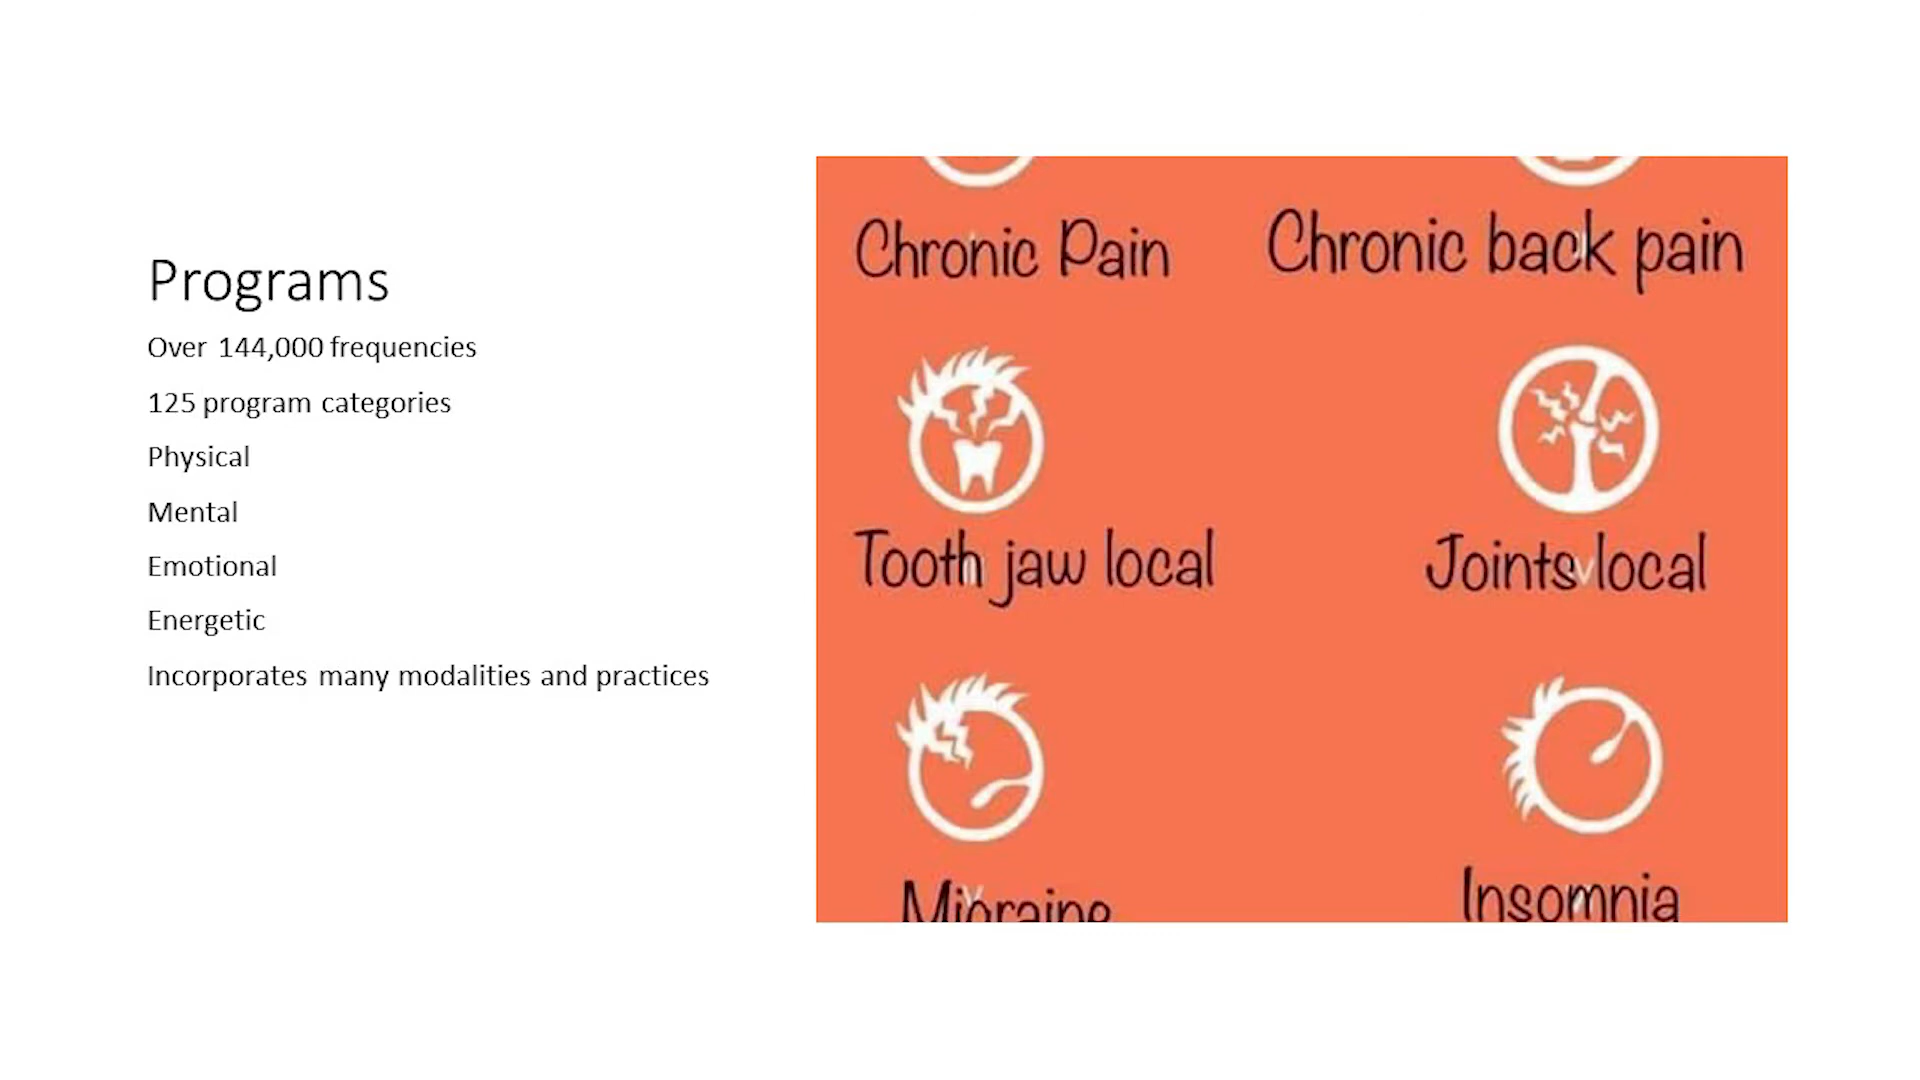 Programs
Over 144,000 frequencies
125 program categories
Physical
Mental
Emotional
Energetic
Incorporates many modalities and practices
Chronic Pain
Chronic back pain
Tooth jaw local
Joints local
Migraine
Insomnia